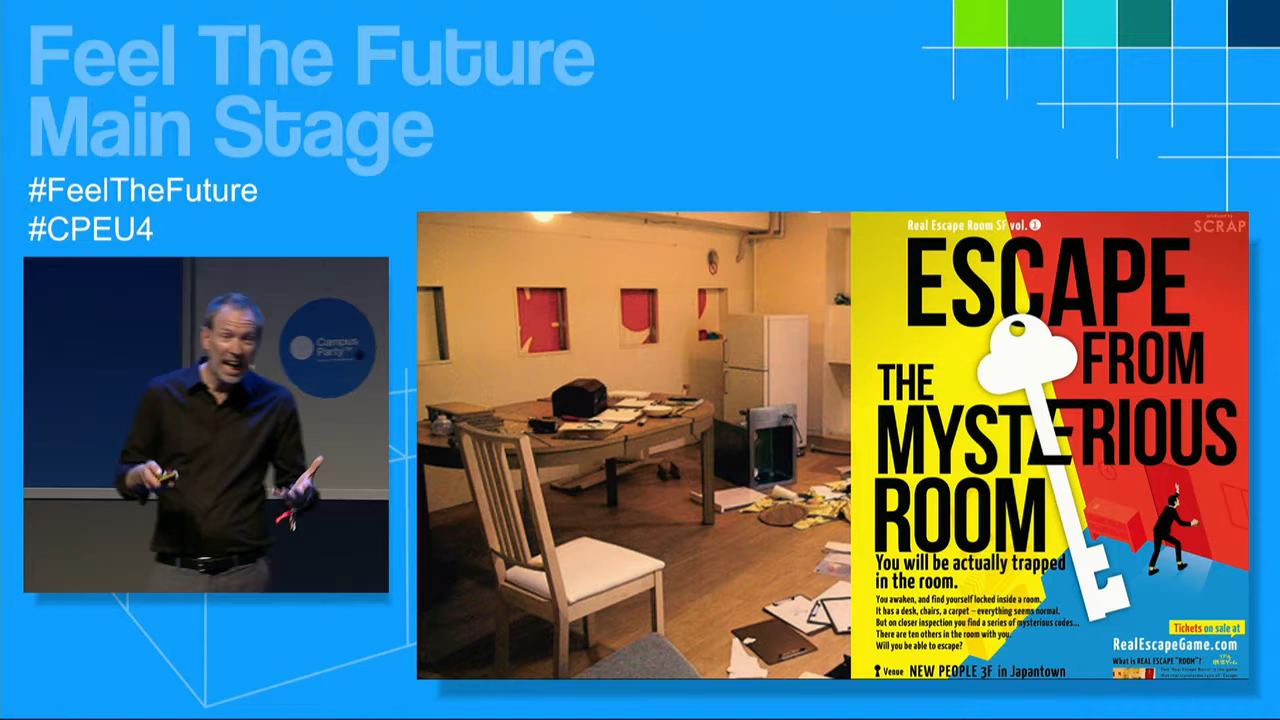 Feel The Future
Main Stage
#FeelTheFuture
#CPEU4
Campus
Party
Real Escape Room SF vol. 1
SCRAP
ESCAPE
FROM
THE
MYSTERIOUS
ROOM
You will be actually trapped
in the room.
You awaken, and find yourself locked inside a room.
It has a desk, chairs, a carpet – everything seems normal.
But on closer inspection you find a series of mysterious codes...
There are ten others in the room with you.
Will you be able to escape?
Tickets on sale at
RealEscapeGame.com
What is REAL ESCAPE "ROOM"?
Venue NEW PEOPLE 3F in Japantown